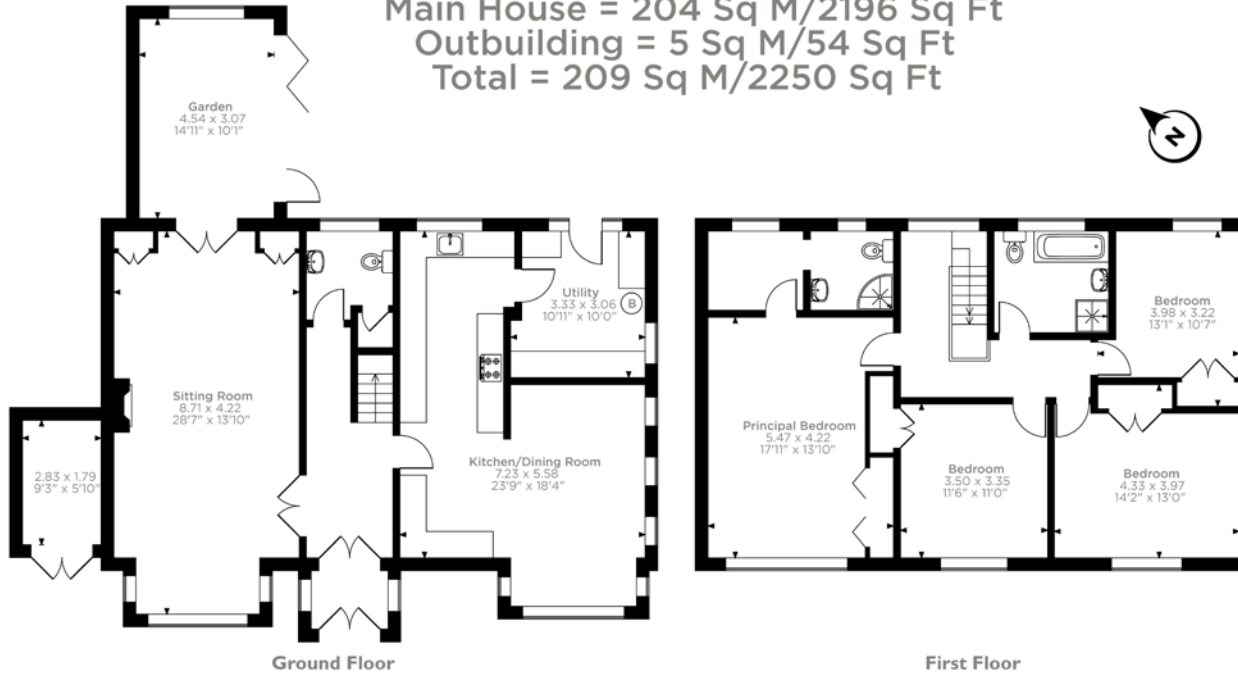 Main House = 204 Sq M/2196 Sq Ft
Outbuilding = 5 Sq M/54 Sq Ft
Total = 209 Sq M/2250 Sq Ft
N
Garden
4.54 x 3.07
14'11" x 10'1"
Utility
3.33 x 3.06
10'11" x 10'0"
B
Sitting Room
8.71 x 4.22
28'7" x 13'10"
2.83 x 1.79
9'3" x 5'10"
Kitchen/Dining Room
7.23 x 5.58
23'9" x 18'4"
Ground Floor
Bedroom
3.98 x 3.22
13'1" x 10'7"
Principal Bedroom
5.47 x 4.22
17'11" x 13'10"
Bedroom
3.50 x 3.35
11'6" x 11'0"
Bedroom
4.33 x 3.97
14'2" x 13'0"
First Floor